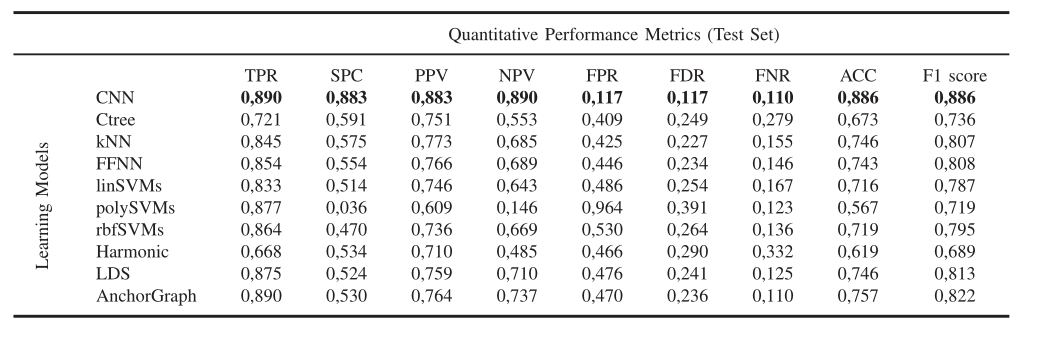 Quantitative Performance Metrics (Test Set)
TPR SPC PPV NPV FPR FDR FNR ACC F1 score
Learning Models
CNN 0,890 0,883 0,883 0,890 0,117 0,117 0,110 0,886 0,886
Ctree 0,721 0,591 0,751 0,553 0,409 0,249 0,279 0,673 0,736
kNN 0,845 0,575 0,773 0,685 0,425 0,227 0,155 0,746 0,807
FFNN 0,854 0,554 0,766 0,689 0,446 0,234 0,146 0,743 0,808
linSVMs 0,833 0,514 0,746 0,643 0,486 0,254 0,167 0,716 0,787
polySVMs 0,877 0,036 0,609 0,146 0,964 0,391 0,123 0,567 0,719
rbfSVMs 0,864 0,470 0,736 0,669 0,530 0,264 0,136 0,719 0,795
Harmonic 0,668 0,534 0,710 0,485 0,466 0,290 0,332 0,619 0,689
LDS 0,875 0,524 0,759 0,710 0,476 0,241 0,125 0,746 0,813
AnchorGraph 0,890 0,530 0,764 0,737 0,470 0,236 0,110 0,757 0,822